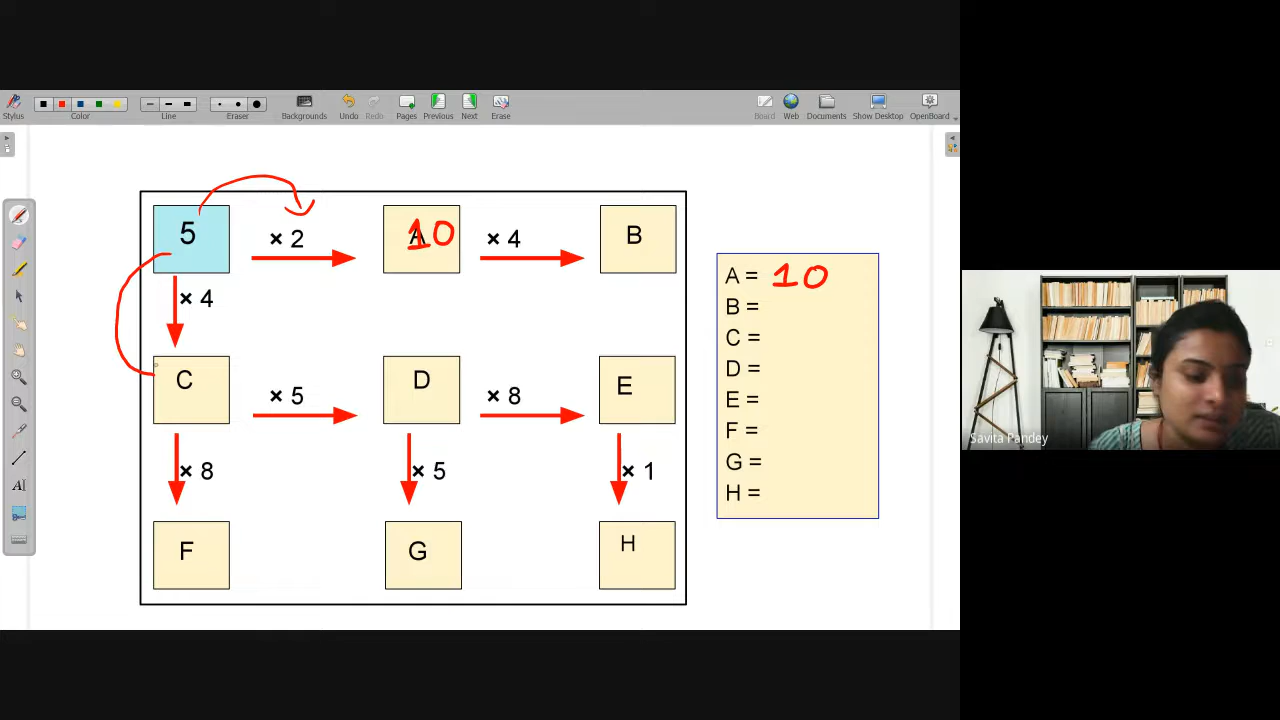 Stylus
Color
Line
Eraser
Backgrounds
Undo
Redo
Pages
Previous
Next
Erase
Board
Web
Documents
Show Desktop
OpenBoard
5 × 2 10 × 4 B
× 4
C × 5 D × 8 E
× 8 × 5 × 1
F G H
A = 10
B =
C =
D =
E =
F =
G =
H =
Savita Pandey